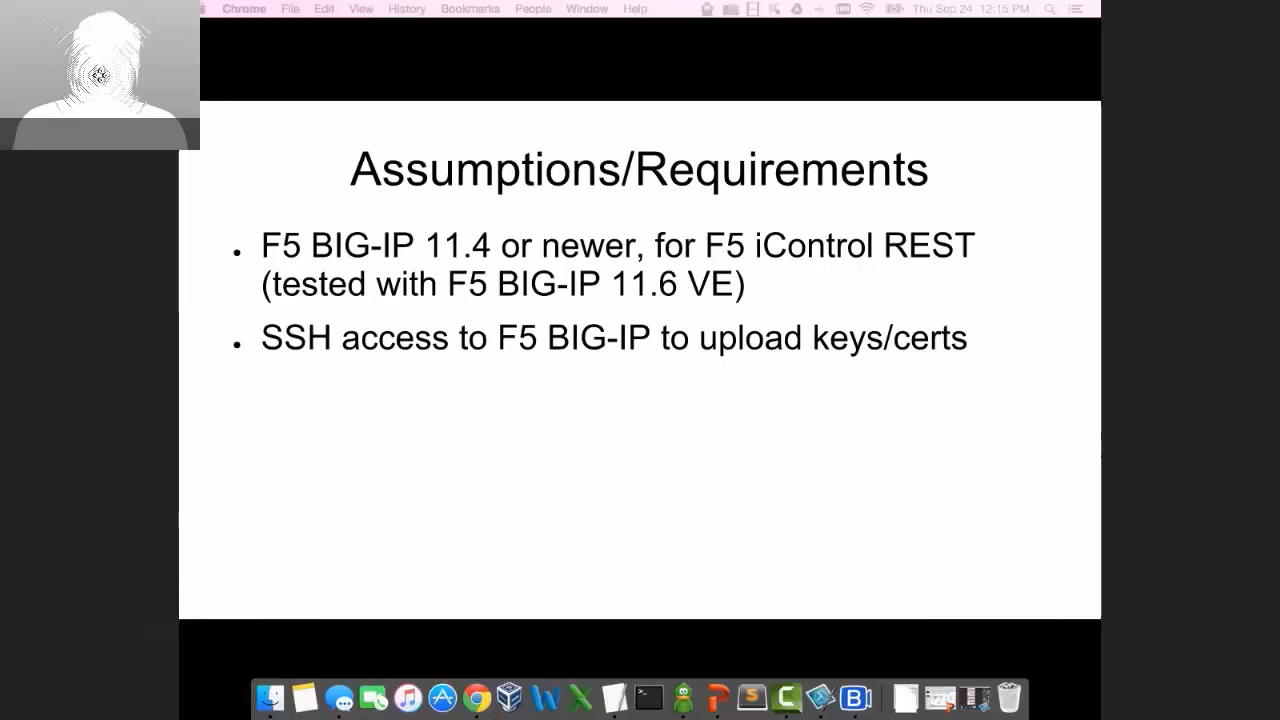 Chrome File Edit View History Bookmarks People Window Help Thu Sep 24 12:15 PM
Assumptions/Requirements
• F5 BIG-IP 11.4 or newer, for F5 iControl REST
(tested with F5 BIG-IP 11.6 VE)
• SSH access to F5 BIG-IP to upload keys/certs